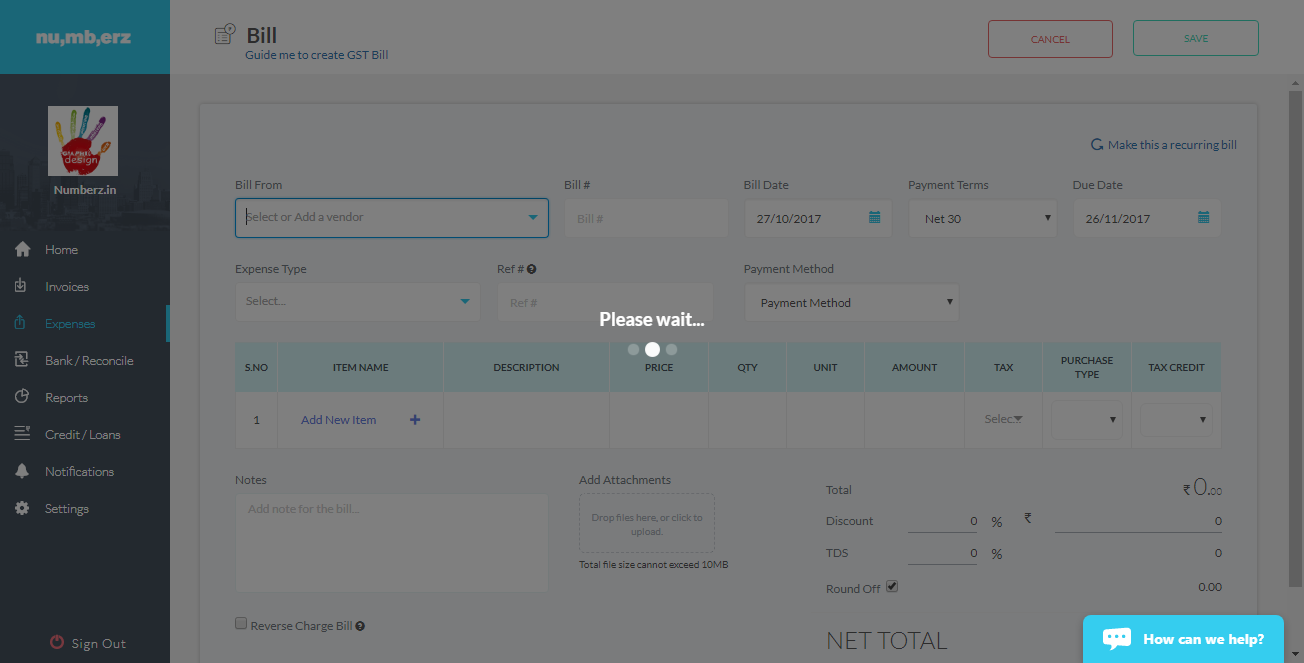 nu,mb,erz
Bill
Guide me to create GST Bill
CANCEL
SAVE
GRAPHIC
design
Numberz.in
Home
Invoices
Expenses
Bank / Reconcile
Reports
Credit / Loans
Notifications
Settings
Sign Out
Make this a recurring bill
Bill From
Bill #
Bill Date
Payment Terms
Due Date
Select or Add a vendor
Bill #
27/10/2017
Net 30
26/11/2017
Expense Type
Ref #
Payment Method
Select...
Ref #
Payment Method
Please wait...
S.NO
ITEM NAME
DESCRIPTION
PRICE
QTY
UNIT
AMOUNT
TAX
PURCHASE
TYPE
TAX CREDIT
1
Add New Item
+
Selec...
Notes
Add note for the bill...
Add Attachments
Drop files here, or click to
upload.
Total file size cannot exceed 10MB
Total
₹0.00
Discount
0
%
₹
0
TDS
0
%
0
Round Off
0.00
Reverse Charge Bill
NET TOTAL
How can we help?